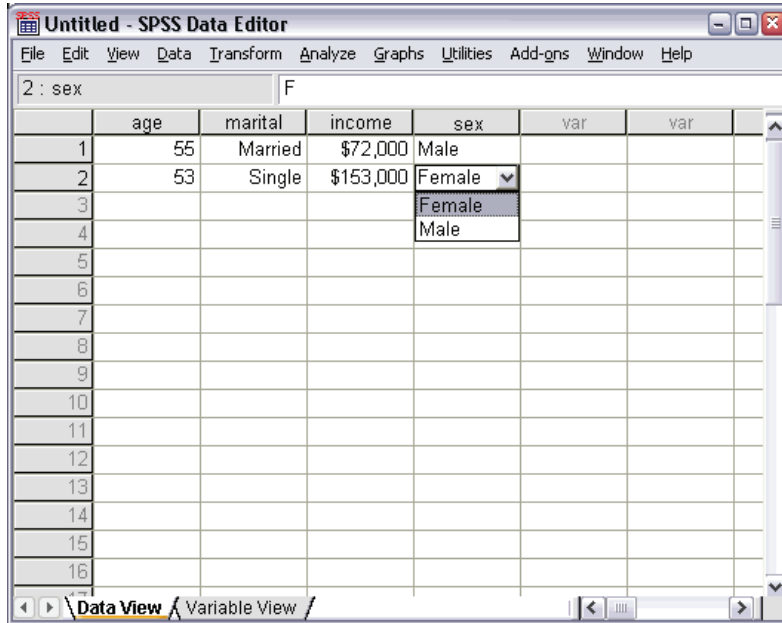 SPSS Untitled - SPSS Data Editor
File Edit View Data Transform Analyze Graphs Utilities Add-ons Window Help
2 : sex F
age marital income sex var var
1 55 Married $72,000 Male
2 53 Single $153,000 Female
3 Female
4 Male
5
6
7
8
9
10
11
12
13
14
15
16
Data View Variable View